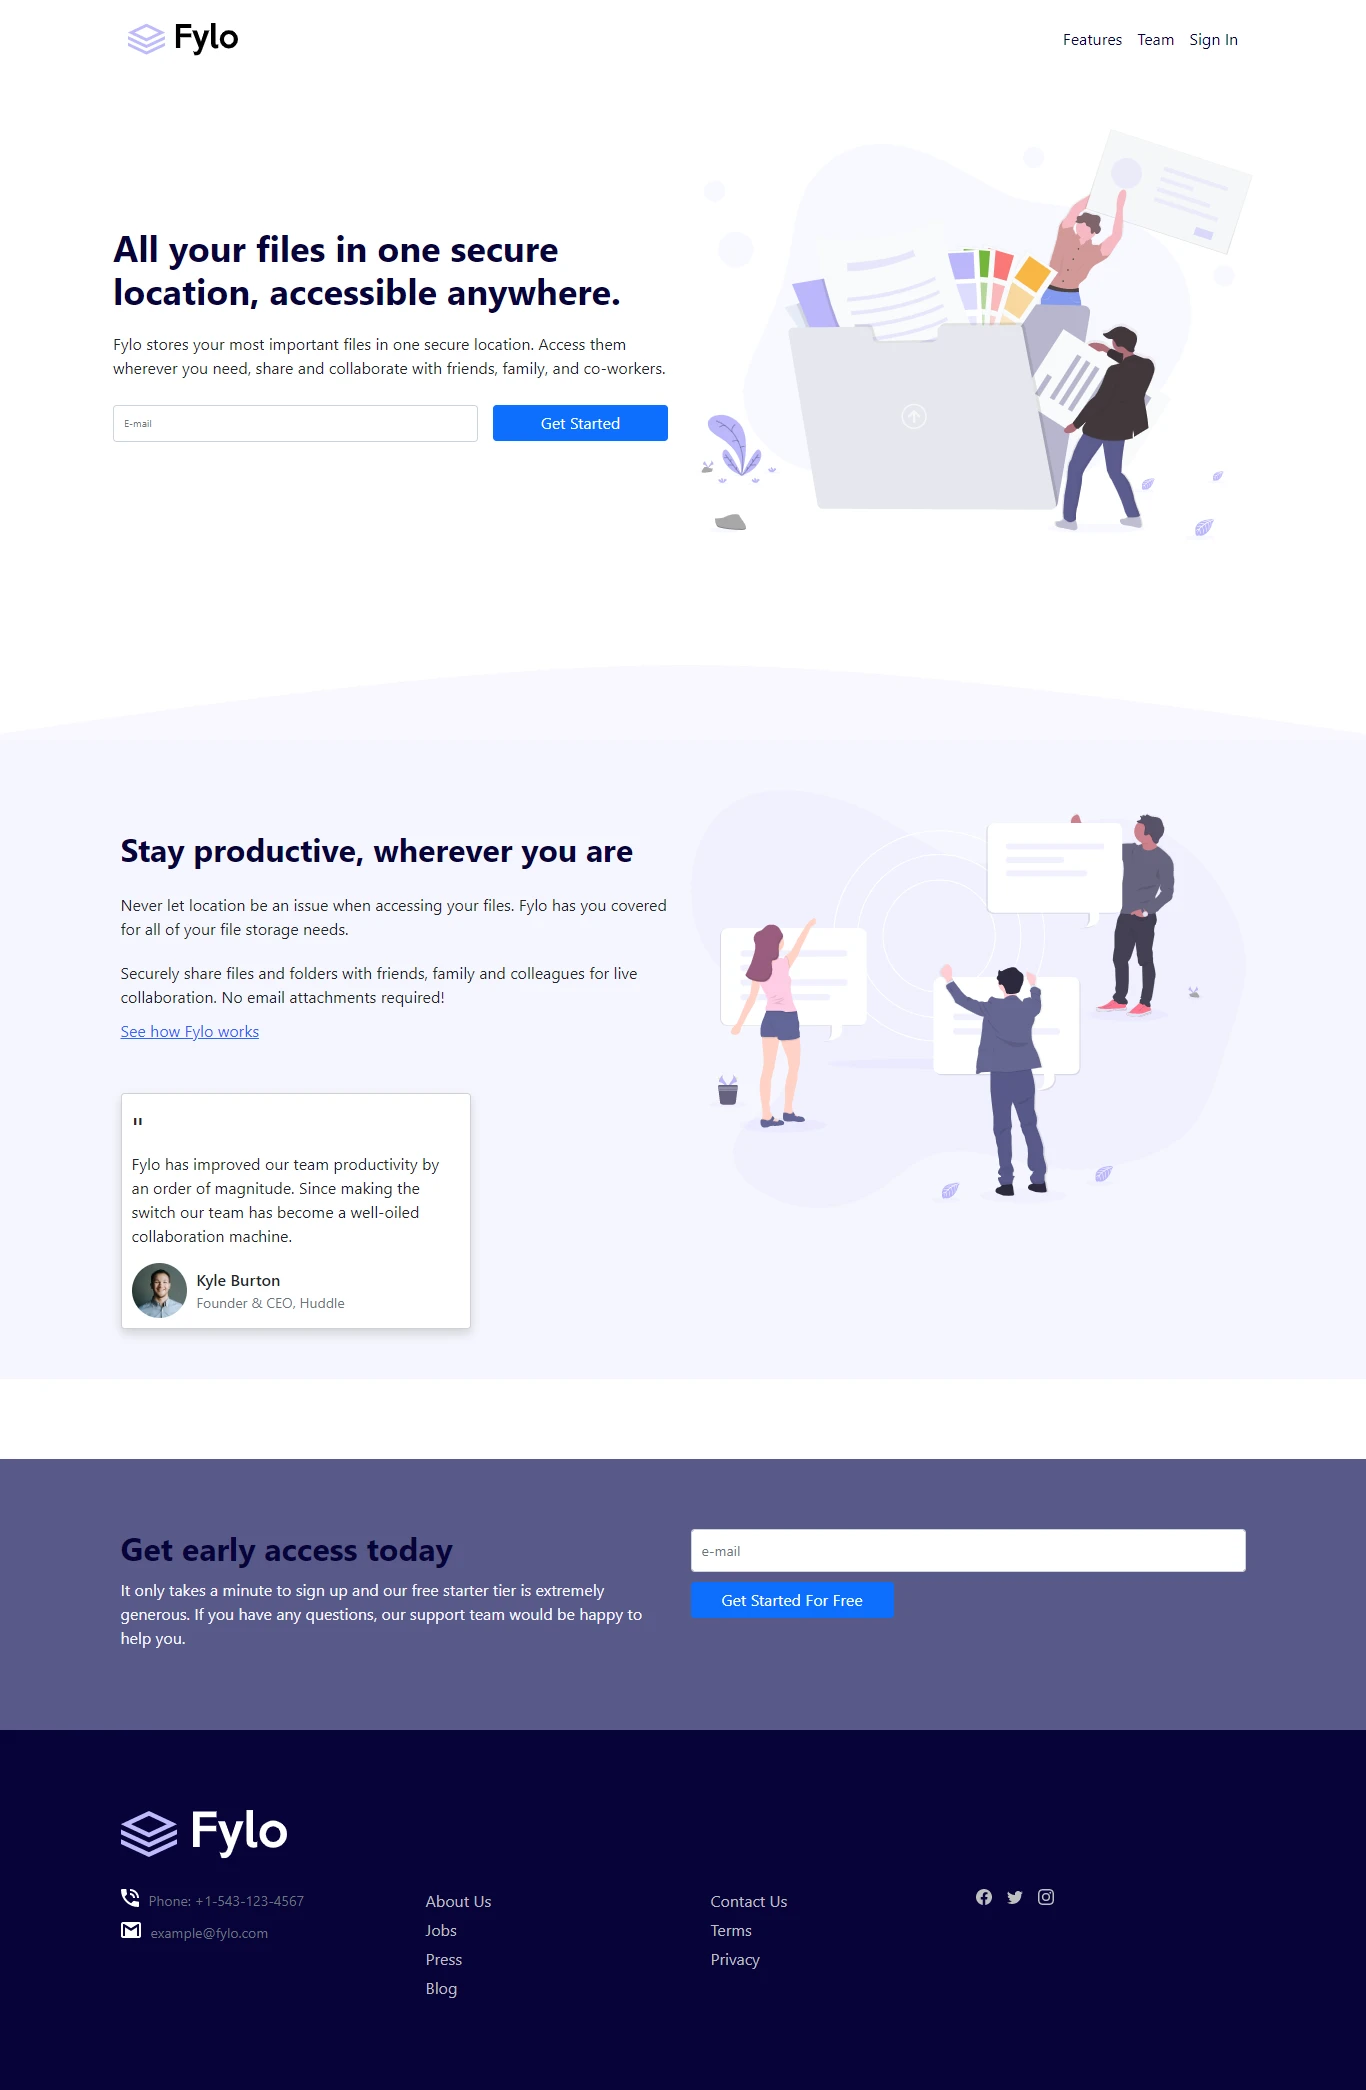 Fylo
Features Team Sign In
All your files in one secure
location, accessible anywhere.
Fylo stores your most important files in one secure location. Access them
wherever you need, share and collaborate with friends, family, and co-workers.
E-mail
Get Started
Stay productive, wherever you are
Never let location be an issue when accessing your files. Fylo has you covered
for all of your file storage needs.
Securely share files and folders with friends, family and colleagues for live
collaboration. No email attachments required!
See how Fylo works
"
Fylo has improved our team productivity by
an order of magnitude. Since making the
switch our team has become a well-oiled
collaboration machine.
Kyle Burton
Founder & CEO, Huddle
Get early access today
It only takes a minute to sign up and our free starter tier is extremely
generous. If you have any questions, our support team would be happy to
help you.
e-mail
Get Started For Free
Fylo
Phone: +1-543-123-4567
example@fylo.com
About Us
Jobs
Press
Blog
Contact Us
Terms
Privacy